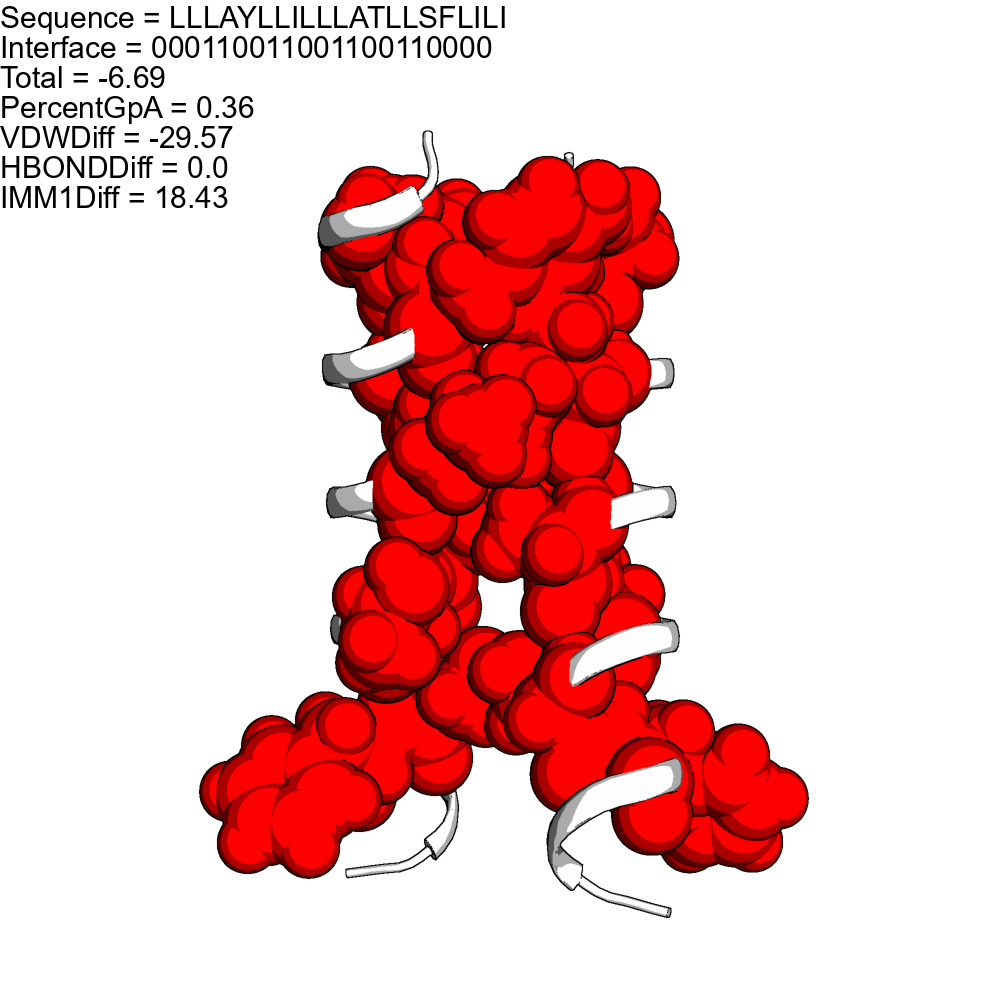 Sequence = LLLAYLLILLLATLLSFLILI
Interface = 000110011001100110000
Total = -6.69
PercentGpA = 0.36
VDWDiff = -29.57
HBONDDiff = 0.0
IMM1Diff = 18.43